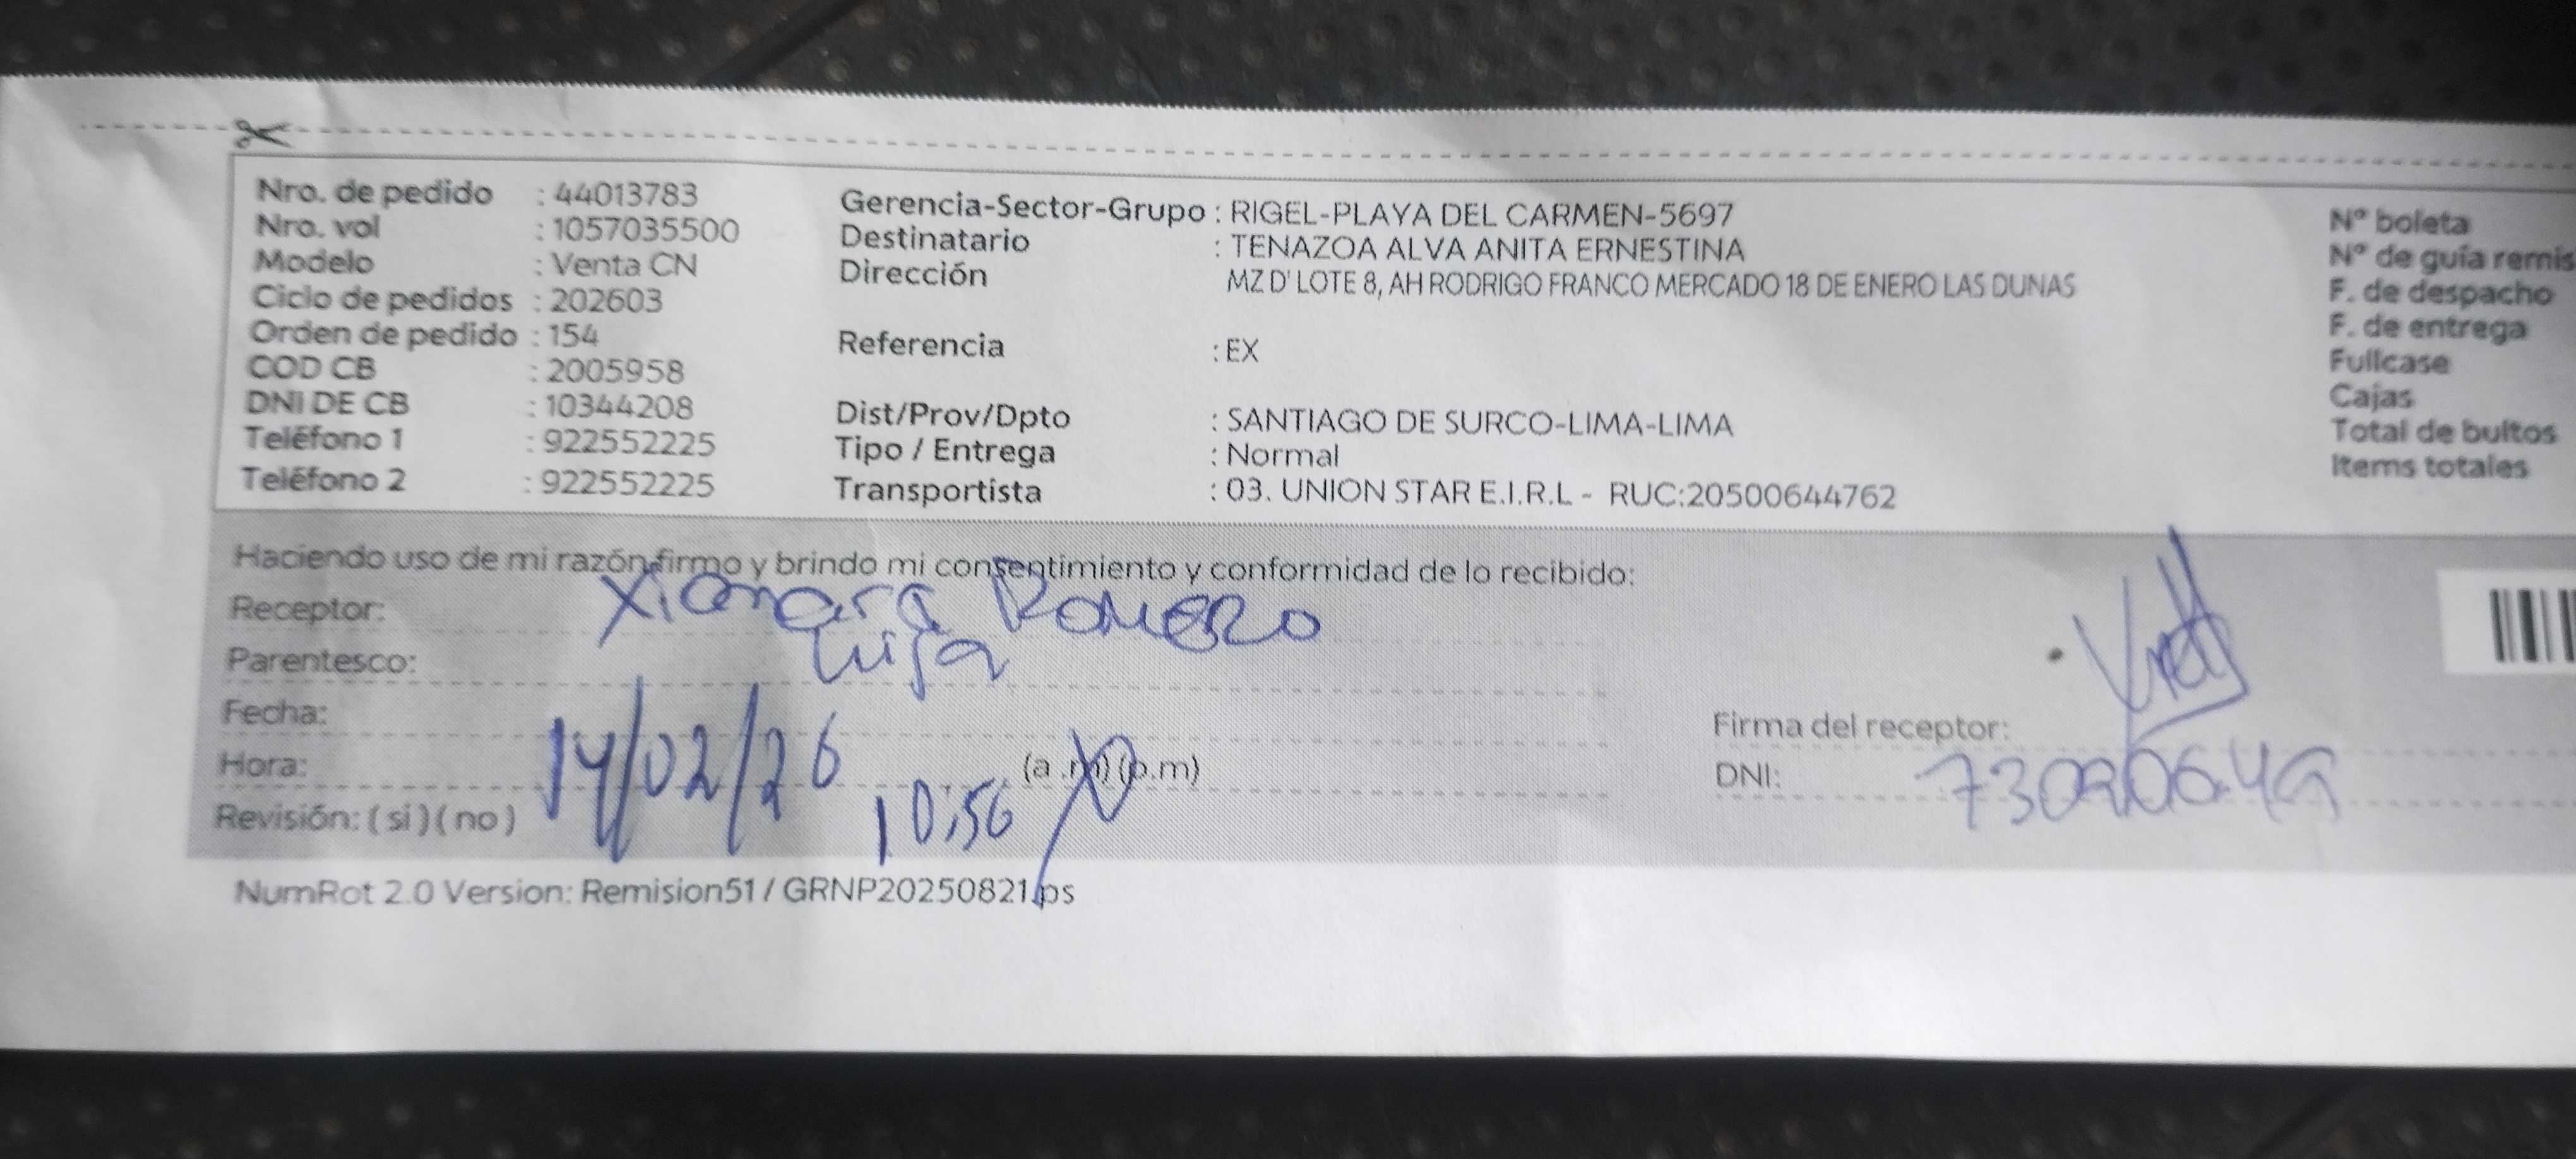 Nro. de pedido : 44013783
Nro. vol : 1057035500
Modelo : Venta CN
Ciclo de pedidos : 202603
Orden de pedido : 154
COD CB : 2005958
DNI DE CB : 10344208
Teléfono 1 : 922552225
Teléfono 2 : 922552225
Gerencia-Sector-Grupo : RIGEL-PLAYA DEL CARMEN-5697
Destinatario : TENAZOA ALVA ANITA ERNESTINA
Dirección MZ D' LOTE 8, AH RODRIGO FRANCO MERCADO 18 DE ENERO LAS DUNAS
Referencia : EX
Dist/Prov/Dpto : SANTIAGO DE SURCO-LIMA-LIMA
Tipo / Entrega : Normal
Transportista : 03. UNION STAR E.I.R.L - RUC:20500644762
Nº boleta
Nº de guía remis
F. de despacho
F. de entrega
Fullcase
Cajas
Total de bultos
Items totales
Haciendo uso de mi razón firmo y brindo mi consentimiento y conformidad de lo recibido:
Receptor: Xiomara Romero
Parentesco: hija
Fecha: 14/02/26
Hora: 10:56 (a .m) (p.m)
Revisión: ( si ) ( no )
Firma del receptor:
DNI:
NumRot 2.0 Version: Remision51 / GRNP20250821.ps